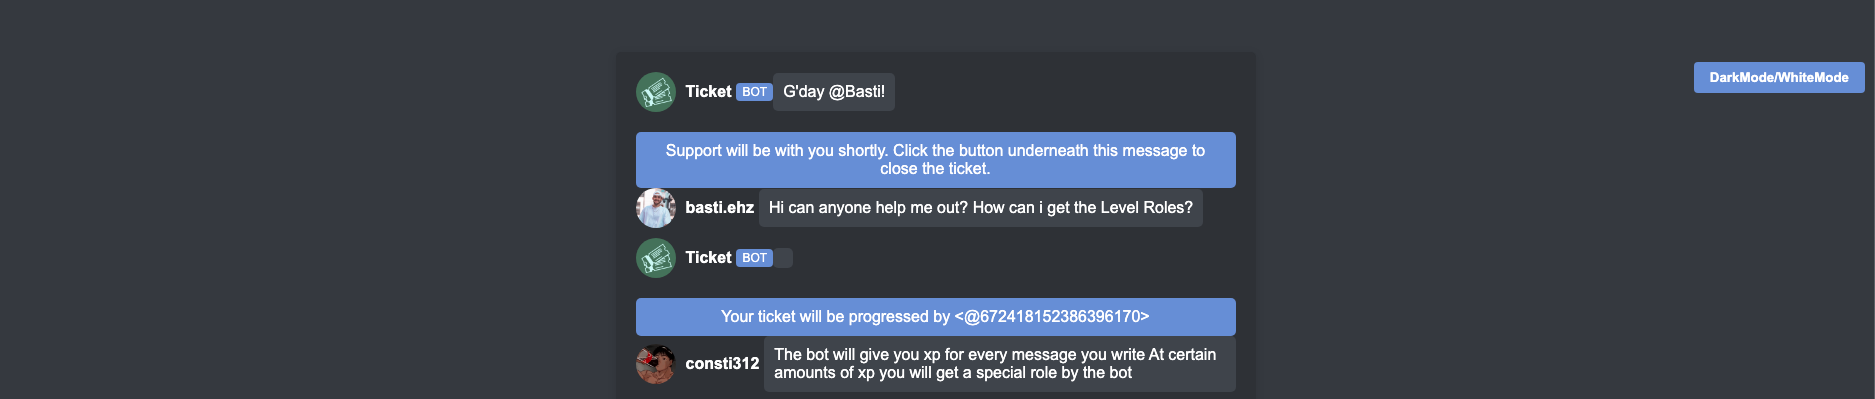 Ticket BOT G'day @Basti!
DarkMode/WhiteMode
Support will be with you shortly. Click the button underneath this message to
close the ticket.
basti.ehz Hi can anyone help me out? How can i get the Level Roles?
Ticket BOT
Your ticket will be progressed by <@672418152386396170>
consti312 The bot will give you xp for every message you write At certain
amounts of xp you will get a special role by the bot